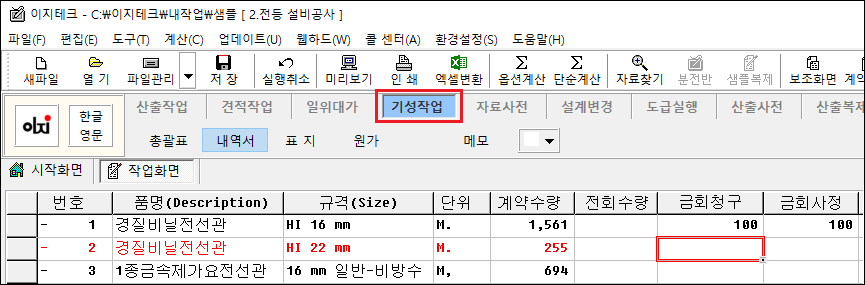 이지테크 - C:\이지테크\내작업\샘플 [ 2.전등 설비공사 ]
파일(F) 편집(E) 도구(T) 계산(C) 업데이트(U) 웹하드(W) 콜 센터(A) 환경설정(S) 도움말(H)
새파일 열 기 파일관리 저 장 실행취소 미리보기 인 쇄 엑셀변환 옵션계산 단순계산 자료찾기 분전반 샘플복제 보조화면 계약
산출작업 견적작업 일위대가 기성작업 자료사전 설계변경 도급실행 산출사전 산출복제
이지 한글
영문
총괄표 내역서 표 지 원가 메모
시작화면 작업화면
번호 품명(Description) 규격(Size) 단위 계약수량 전회수량 금회청구 금회사정
- 1 경질비닐전선관 HI 16 mm M. 1,561 100 100
- 2 경질비닐전선관 HI 22 mm M. 255
- 3 1종금속제가요전선관 16 mm 일반-비방수 M, 694